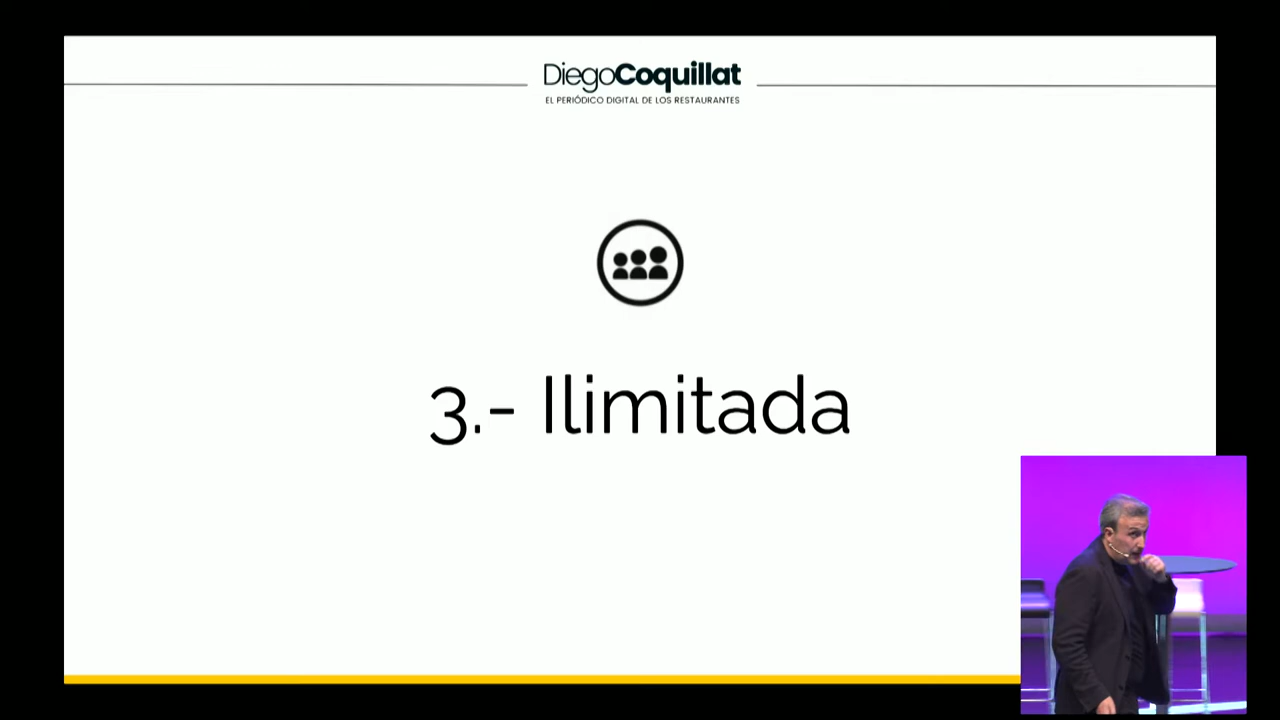 DiegoCoquillat
EL PERIÓDICO DIGITAL DE LOS RESTAURANTES
3.- Ilimitada